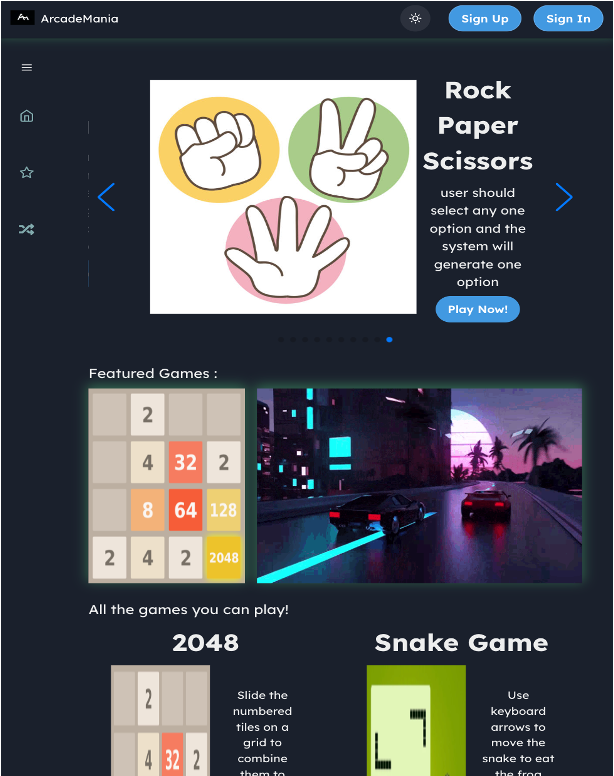 ArcadeMania
Sign Up
Sign In
Rock
Paper
Scissors
user should
select any one
option and the
system will
generate one
option
Play Now!
Featured Games :
2
4 32 2
8 64 128
2 4 2 2048
All the games you can play!
2048
Snake Game
2
4 32 2
Slide the
numbered
tiles on a
grid to
combine
them to
Use
keyboard
arrows to
move the
snake to eat
the frog